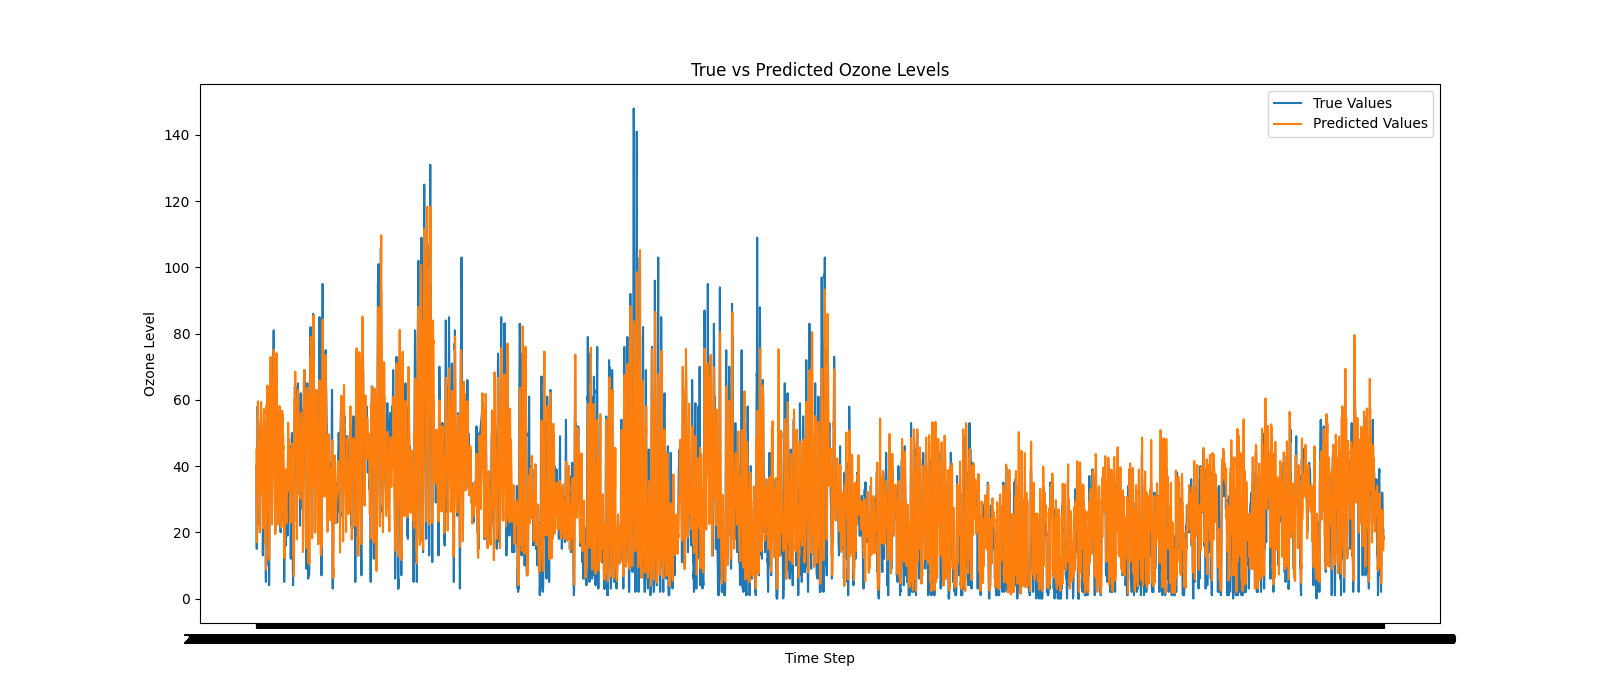 True vs Predicted Ozone Levels
True Values
Predicted Values
140
120
100
80
60
40
20
0
Ozone Level
Time Step